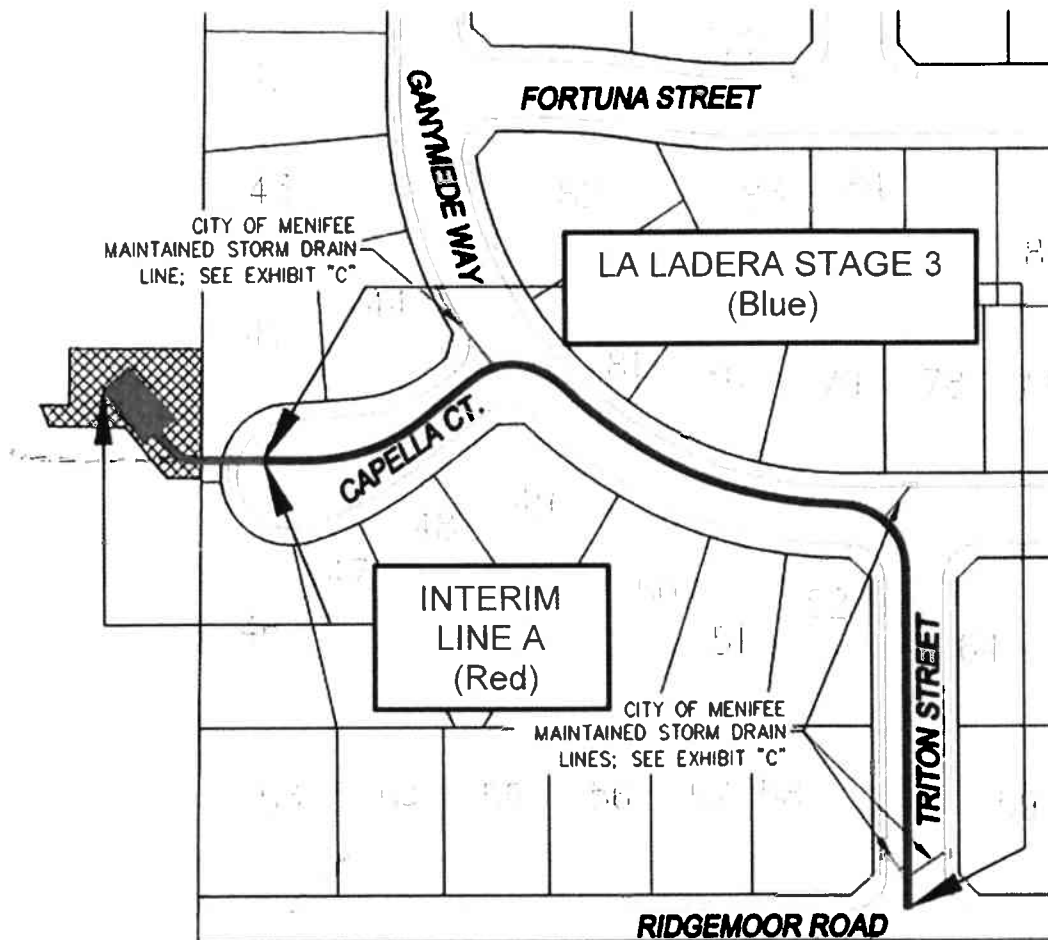 FORTUNA STREET
GANYMEDE WAY
CITY OF MENIFEE
MAINTAINED STORM DRAIN
LINE; SEE EXHIBIT "C"
LA LADERA STAGE 3
(Blue)
CAPELLA CT.
INTERIM
LINE A
(Red)
51
CITY OF MENIFEE
MAINTAINED STORM DRAIN
LINES; SEE EXHIBIT "C"
TRITON STREET
RIDGEMOOR ROAD